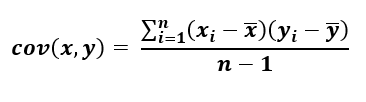 cov(x, y) = ∑ᵢ₌₁ⁿ(xᵢ − x̄)(yᵢ − ȳ) / n − 1